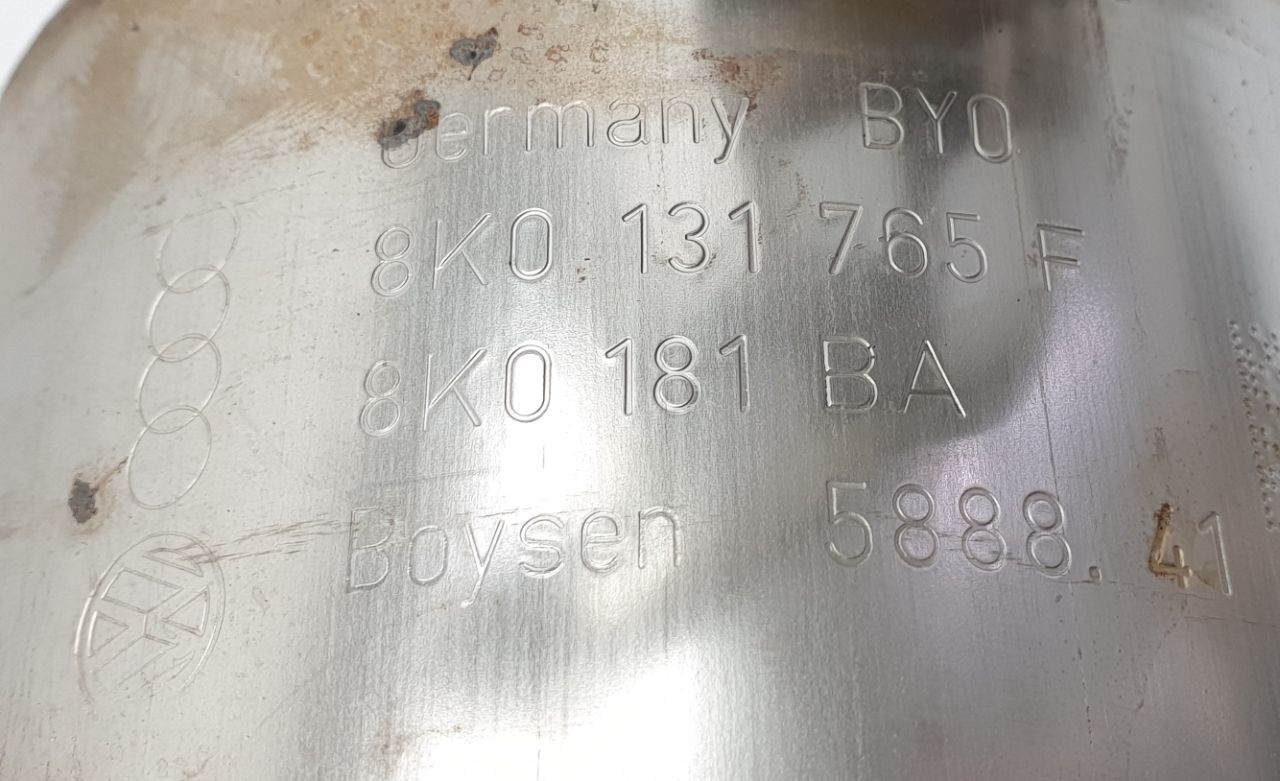 Germany BYO
8K0 131 765 F
8K0 181 BA
Boysen 5888.41